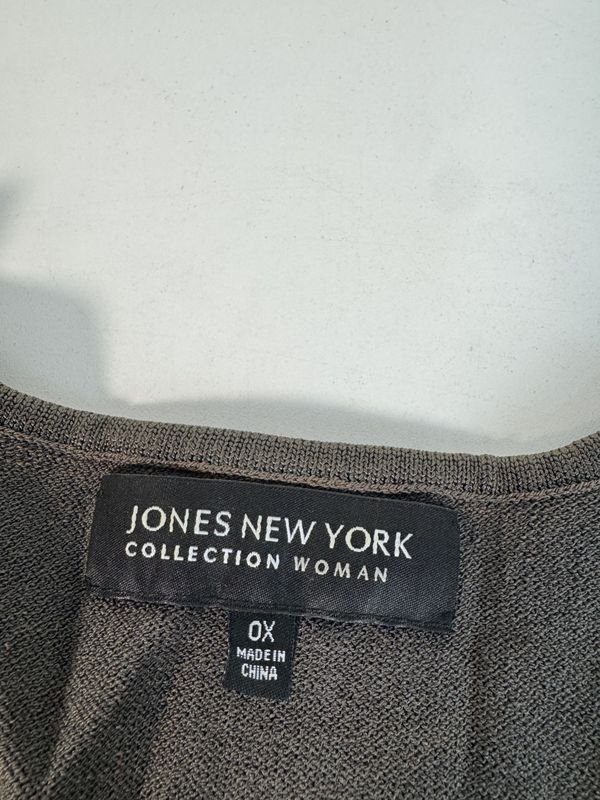 JONES NEW YORK
COLLECTION WOMAN
0X
MADE IN
CHINA